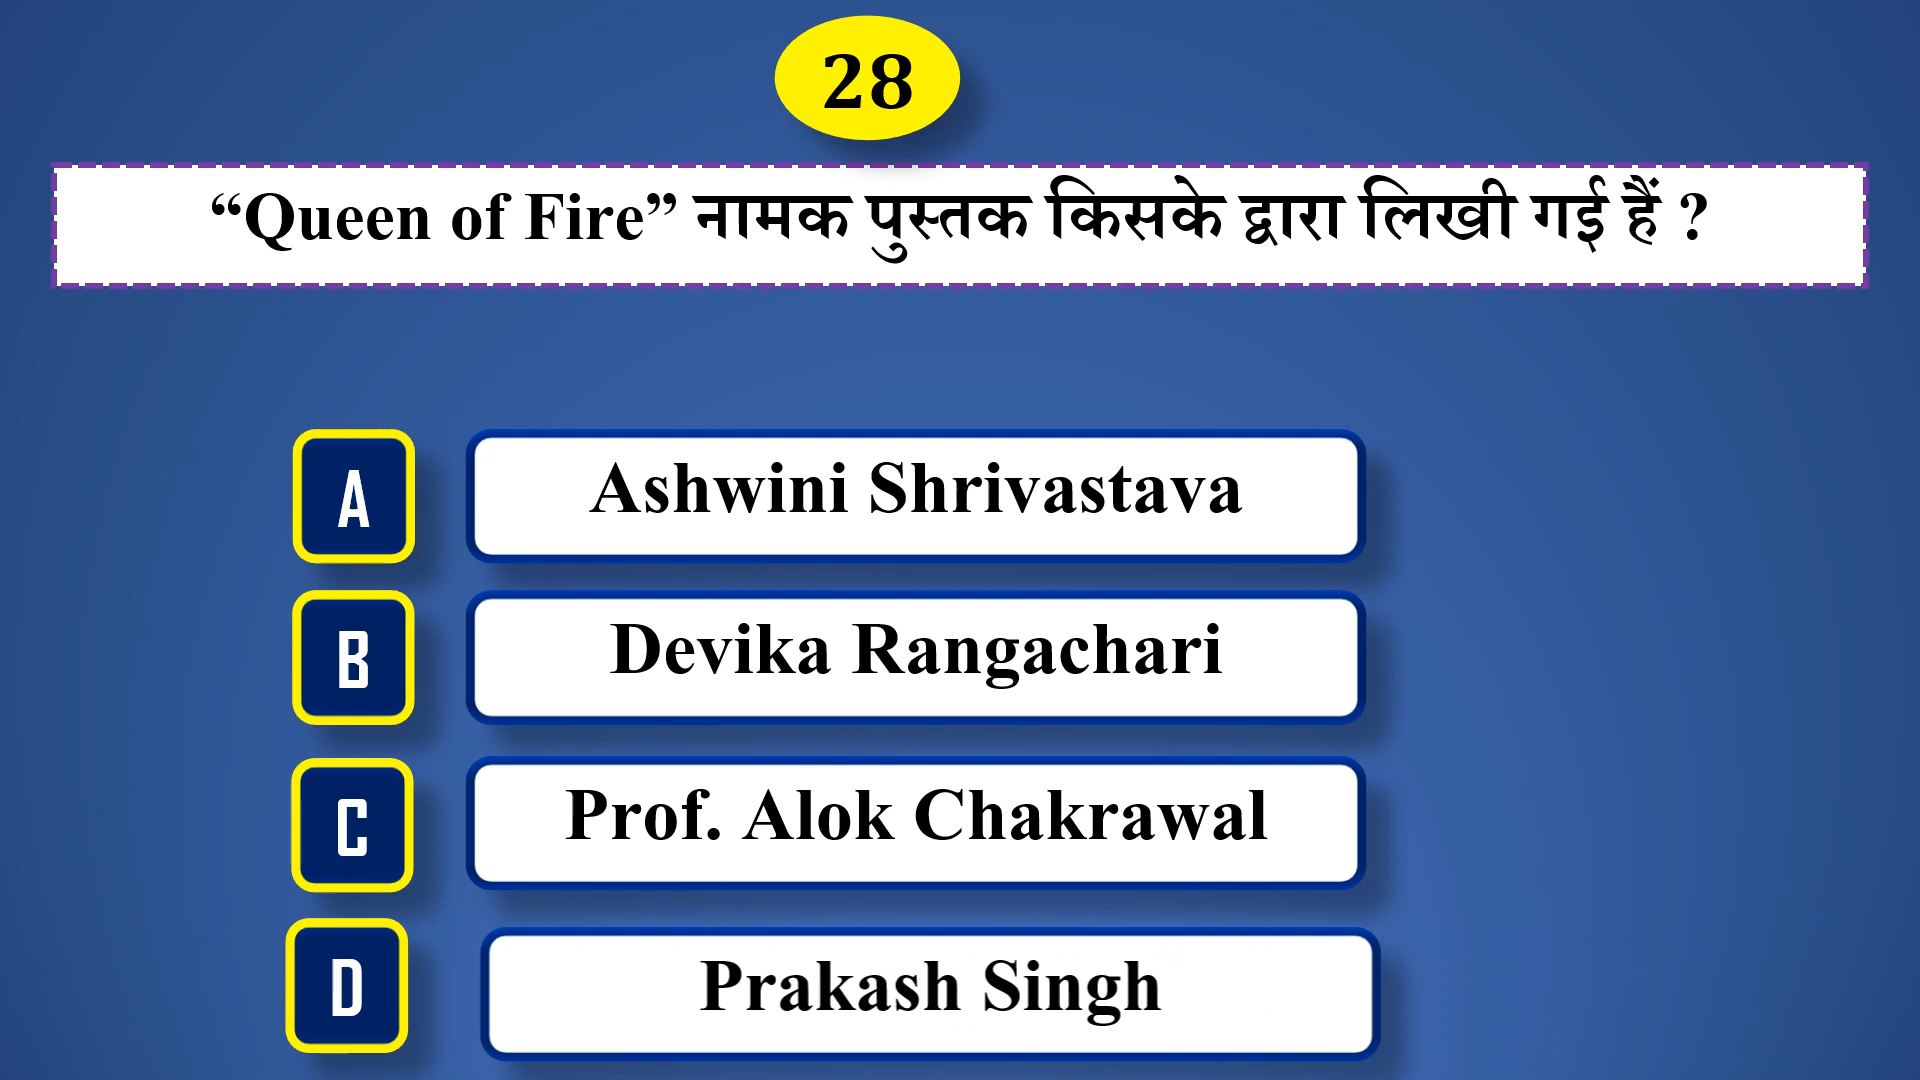 28
“Queen of Fire” नामक पुस्तक किसके द्वारा लिखी गई हैं ?
A
Ashwini Shrivastava
B
Devika Rangachari
C
Prof. Alok Chakrawal
D
Prakash Singh